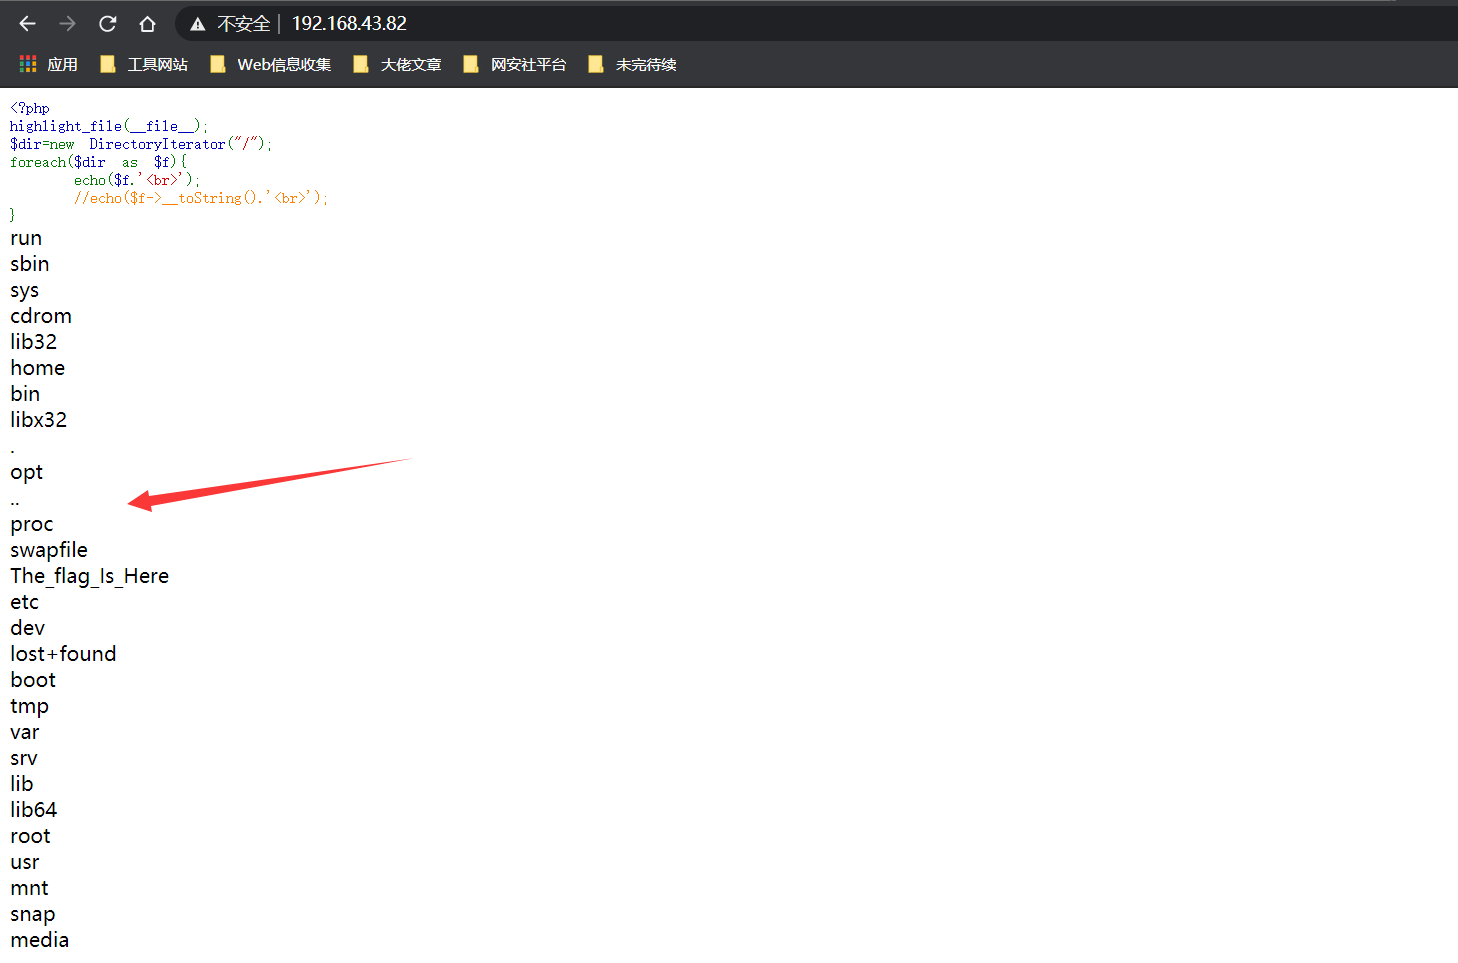 不安全 | 192.168.43.82
应用 工具网站 Web信息收集 大佬文章 网安社平台 未完待续
<?php
highlight_file(__file__);
$dir=new DirectoryIterator("/");
foreach($dir as $f){
echo($f.'<br>');
//echo($f->__toString().'<br>');
}
run
sbin
sys
cdrom
lib32
home
bin
libx32
.
opt
..
proc
swapfile
The_flag_Is_Here
etc
dev
lost+found
boot
tmp
var
srv
lib
lib64
root
usr
mnt
snap
media